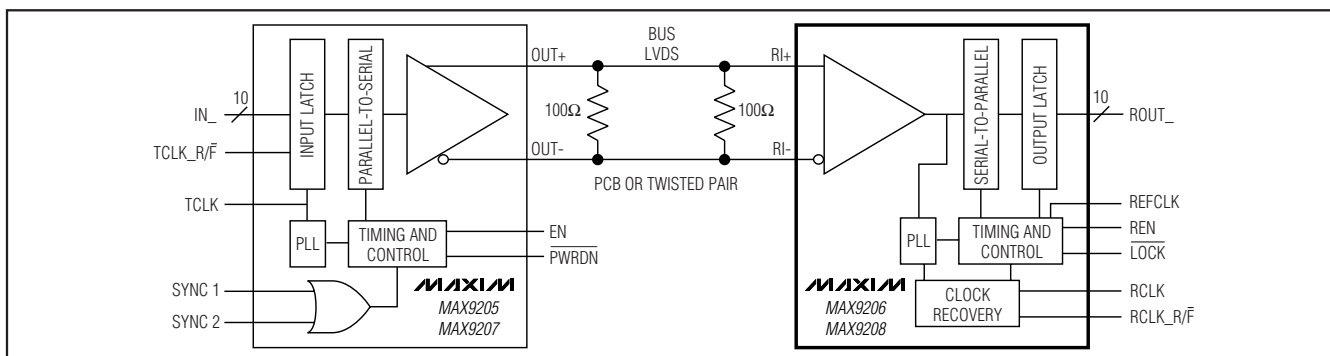 IN_
10
TCLK_R/F̅
TCLK
SYNC 1
SYNC 2
INPUT LATCH
PARALLEL-TO-SERIAL
PLL
TIMING AND
CONTROL
EN
P̅W̅R̅D̅N̅
MAXIM
MAX9205
MAX9207
OUT+
OUT-
BUS
LVDS
100Ω
100Ω
PCB OR TWISTED PAIR
RI+
RI-
SERIAL-TO-PARALLEL
OUTPUT LATCH
PLL
TIMING AND
CONTROL
CLOCK
RECOVERY
MAXIM
MAX9206
MAX9208
10
ROUT_
REFCLK
REN
L̅O̅C̅K̅
RCLK
RCLK_R/F̅